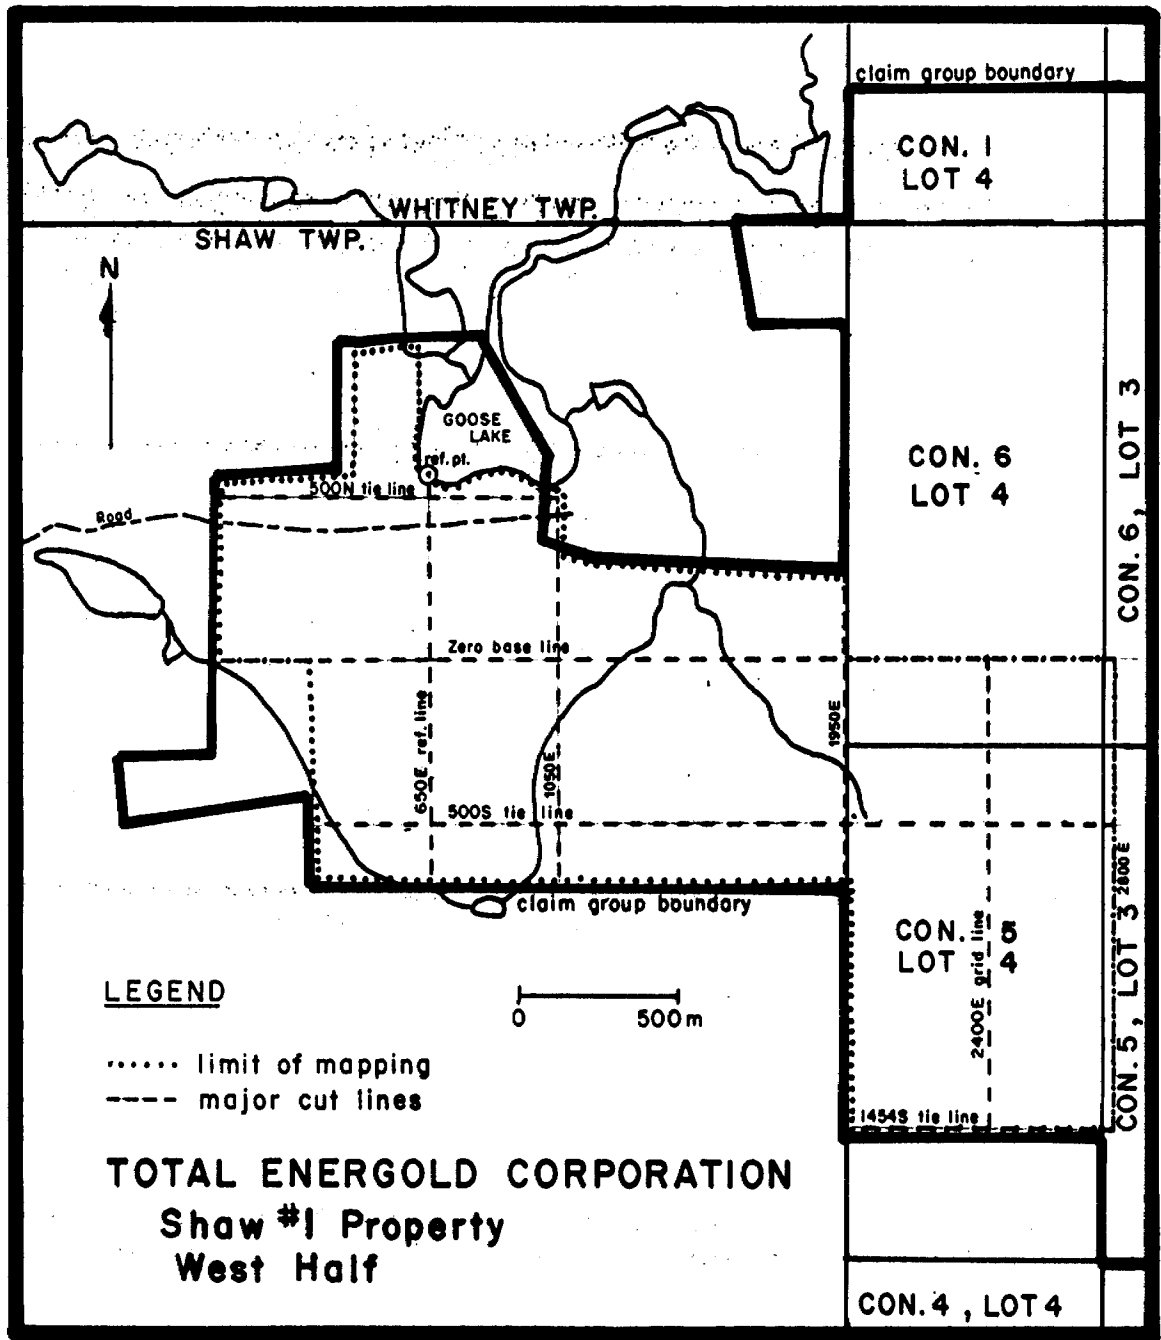 claim group boundary
CON. 1
LOT 4
WHITNEY TWP.
SHAW TWP.
N
GOOSE
LAKE
ref. pt.
500N tie line
Road
CON. 6
LOT 4
CON. 6, LOT 3
Zero base line
650E ref. line
1050E
1950E
500S tie line
claim group boundary
CON. 5
LOT 4
2400E grid line
2800E
CON. 5, LOT 3
1454S tie line
LEGEND
0 500m
...... limit of mapping
---- major cut lines
TOTAL ENERGOLD CORPORATION
Shaw #1 Property
West Half
CON. 4, LOT 4